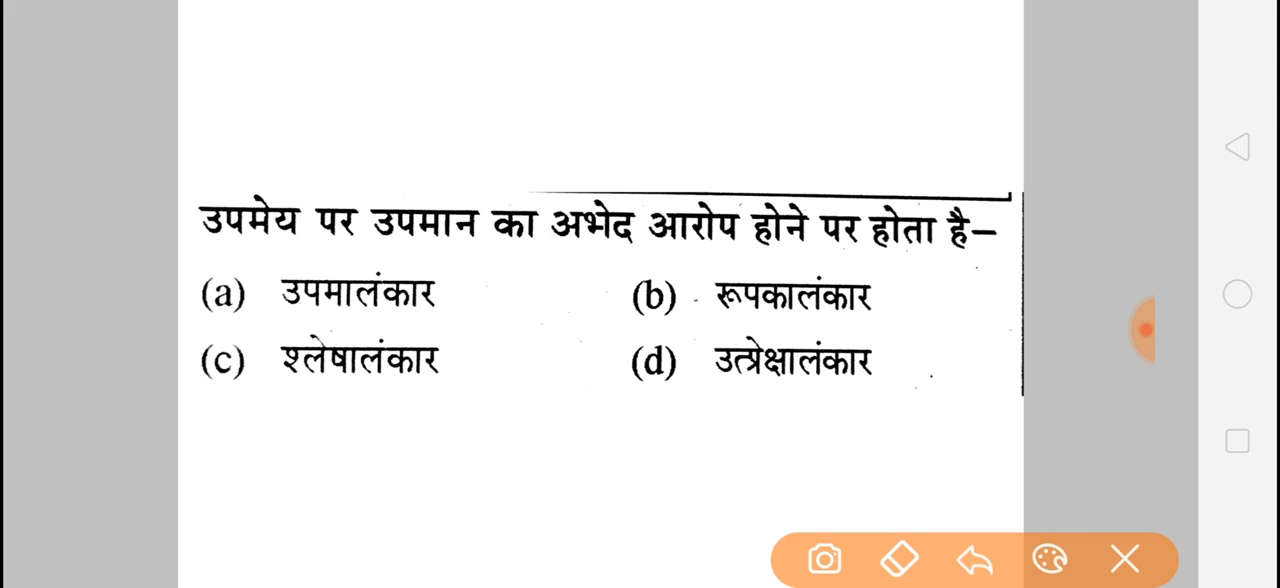 उपमेय पर उपमान का अभेद आरोप होने पर होता है–
(a) उपमालंकार (b) रूपकालंकार
(c) श्लेषालंकार (d) उत्प्रेक्षालंकार